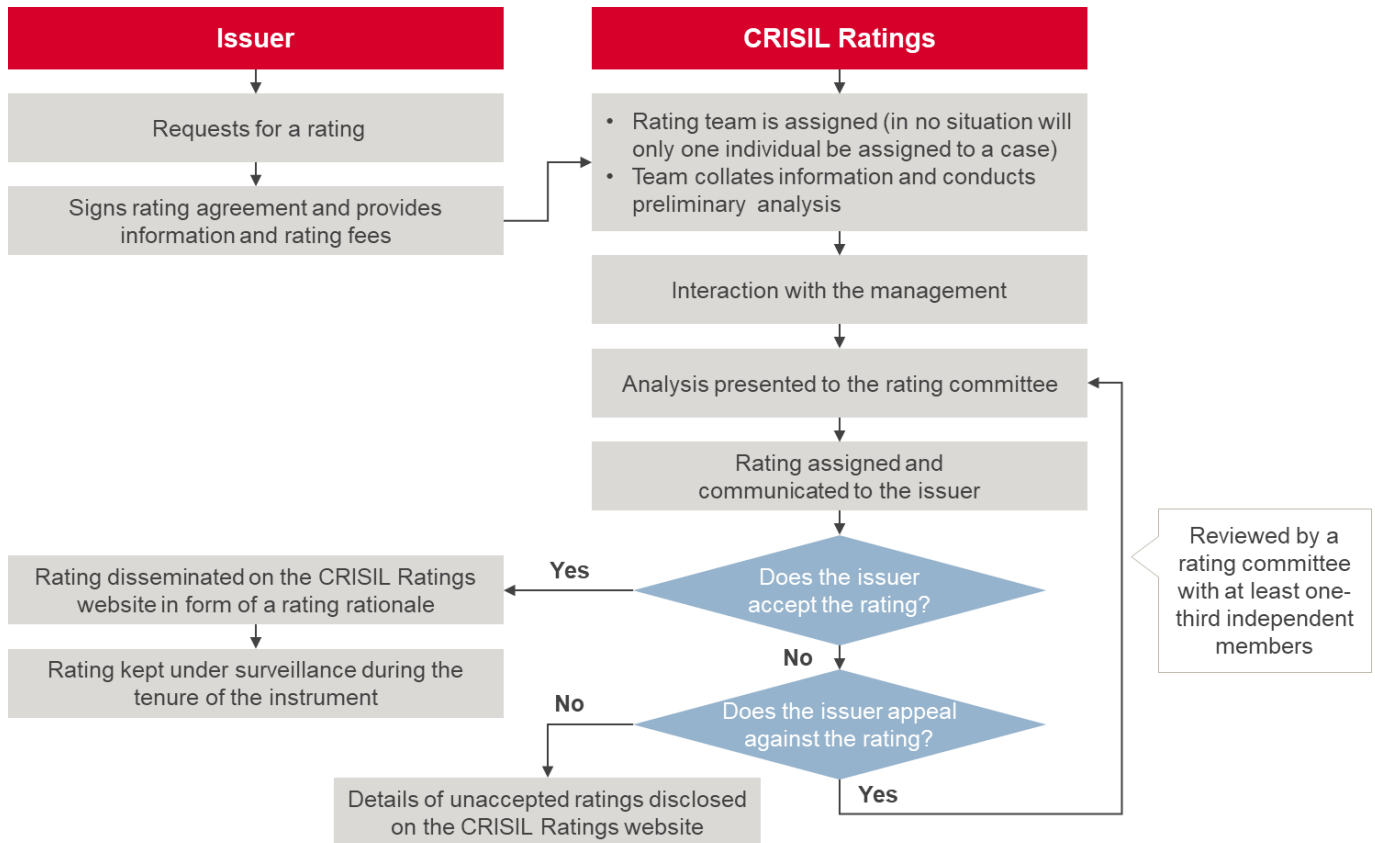 Issuer
CRISIL Ratings
Requests for a rating
Signs rating agreement and provides
information and rating fees
• Rating team is assigned (in no situation will
only one individual be assigned to a case)
• Team collates information and conducts
preliminary analysis
Interaction with the management
Analysis presented to the rating committee
Rating assigned and
communicated to the issuer
Does the issuer
accept the rating?
Yes
Rating disseminated on the CRISIL Ratings
website in form of a rating rationale
Rating kept under surveillance during the
tenure of the instrument
No
Does the issuer appeal
against the rating?
No
Details of unaccepted ratings disclosed
on the CRISIL Ratings website
Yes
Reviewed by a
rating committee
with at least one-
third independent
members